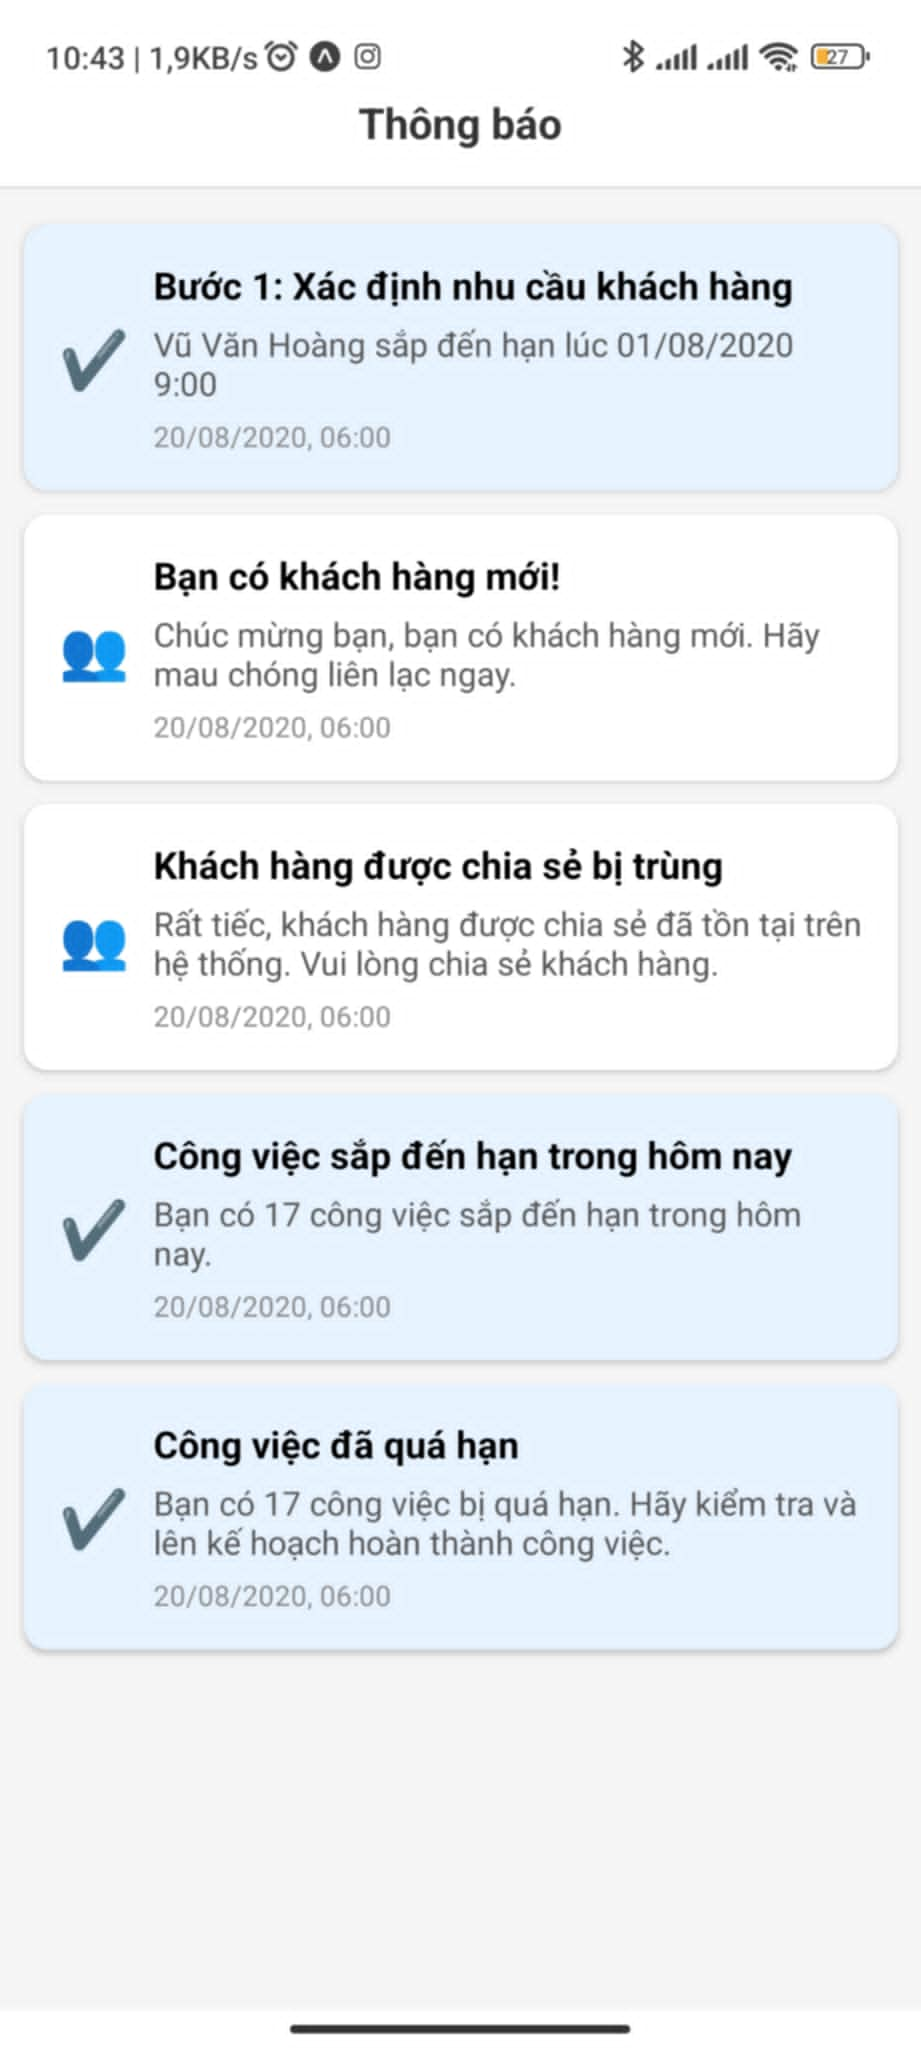 10:43 | 1,9KB/s
27
Thông báo
Bước 1: Xác định nhu cầu khách hàng
Vũ Văn Hoàng sắp đến hạn lúc 01/08/2020
9:00
20/08/2020, 06:00
Bạn có khách hàng mới!
Chúc mừng bạn, bạn có khách hàng mới. Hãy
mau chóng liên lạc ngay.
20/08/2020, 06:00
Khách hàng được chia sẻ bị trùng
Rất tiếc, khách hàng được chia sẻ đã tồn tại trên
hệ thống. Vui lòng chia sẻ khách hàng.
20/08/2020, 06:00
Công việc sắp đến hạn trong hôm nay
Bạn có 17 công việc sắp đến hạn trong hôm
nay.
20/08/2020, 06:00
Công việc đã quá hạn
Bạn có 17 công việc bị quá hạn. Hãy kiểm tra và
lên kế hoạch hoàn thành công việc.
20/08/2020, 06:00